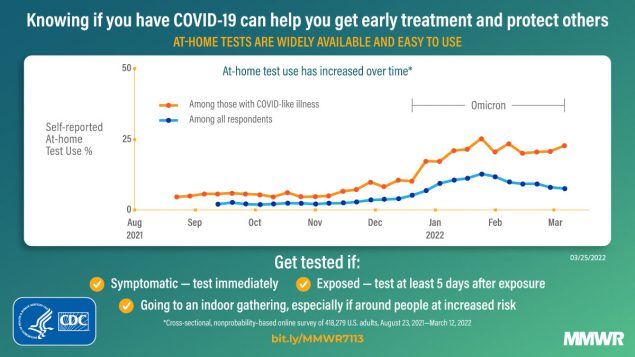 Knowing if you have COVID-19 can help you get early treatment and protect others
AT-HOME TESTS ARE WIDELY AVAILABLE AND EASY TO USE
At-home test use has increased over time*
50
25
0
Self-reported
At-home
Test Use %
Among those with COVID-like illness
Among all respondents
Omicron
Aug
2021
Sep
Oct
Nov
Dec
Jan
2022
Feb
Mar
03/25/2022
Get tested if:
Symptomatic — test immediately
Exposed — test at least 5 days after exposure
Going to an indoor gathering, especially if around people at increased risk
*Cross-sectional, nonprobability-based online survey of 418,279 U.S. adults, August 23, 2021—March 12, 2022
bit.ly/MMWR7113
CDC
MMWR